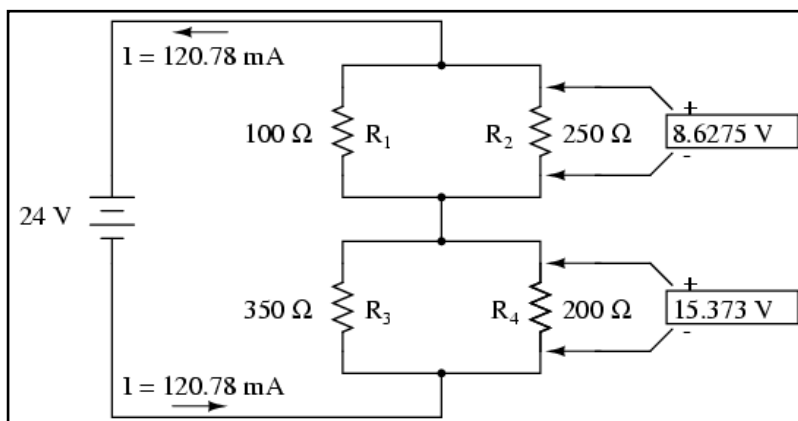 I = 120.78 mA
100 Ω R1 R2 250 Ω + 8.6275 V -
24 V
350 Ω R3 R4 200 Ω + 15.373 V -
I = 120.78 mA